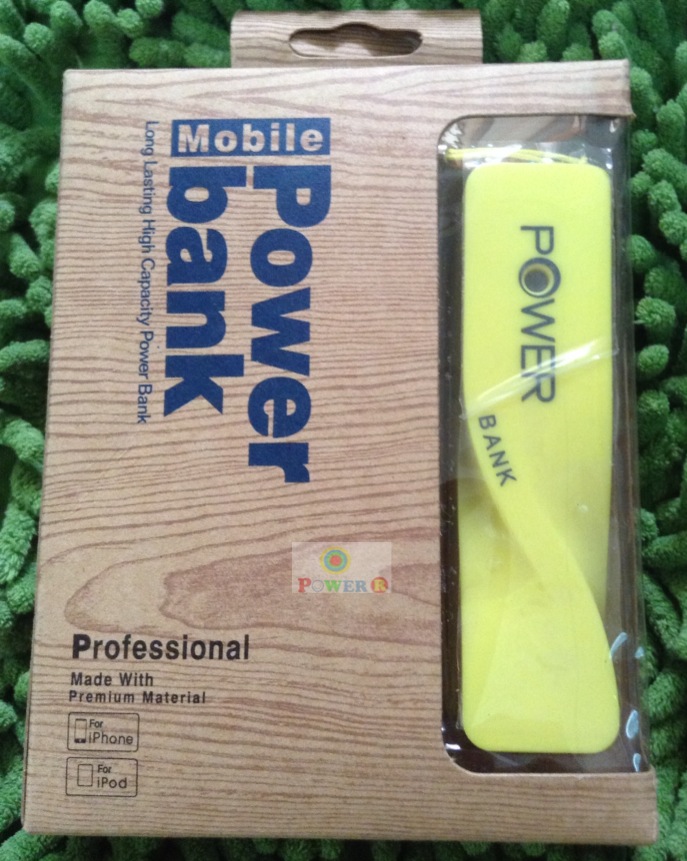 Mobile
Power
bank
Long Lasting High Capacity Power Bank
POWER
BANK
POWER R
Professional
Made With
Premium Material
For
iPhone
For
iPod